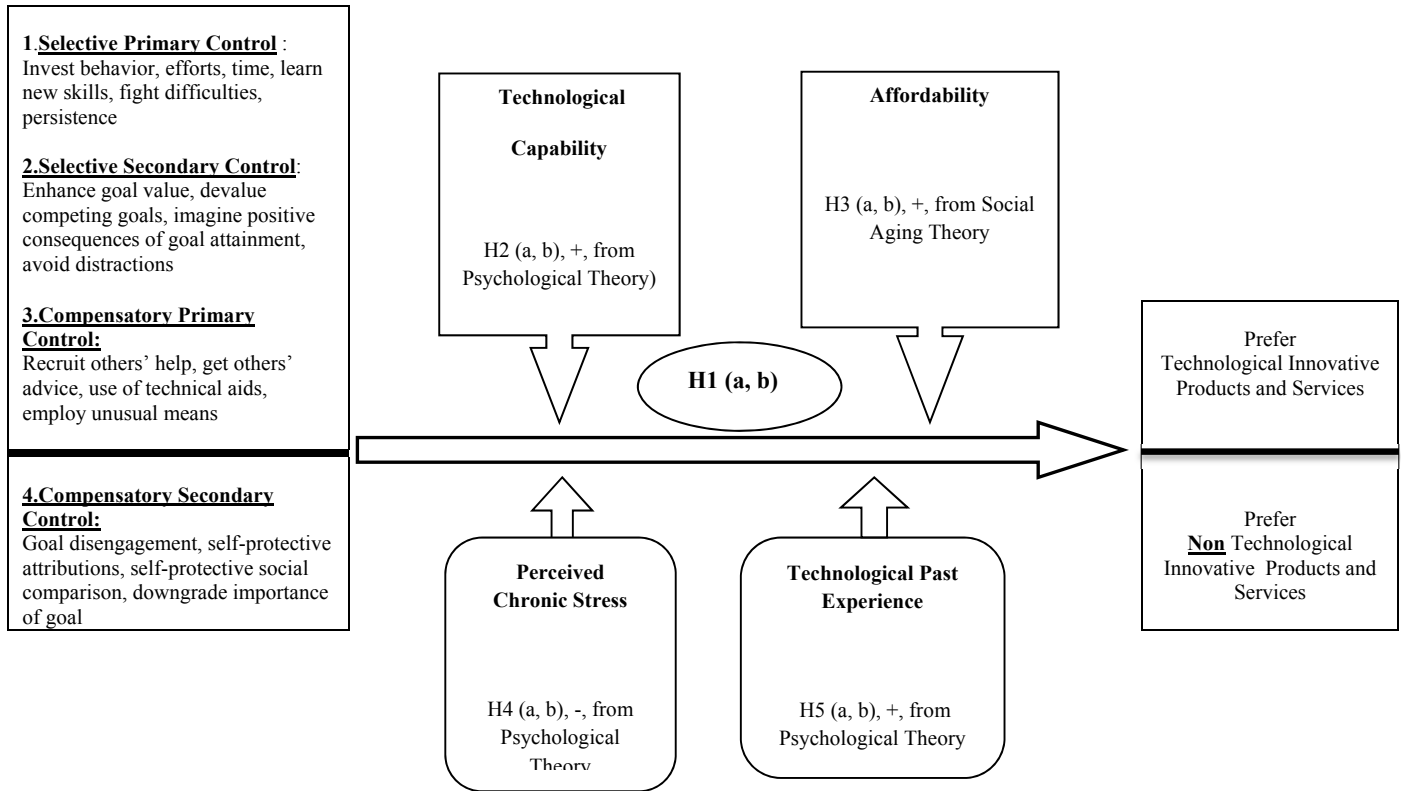 1.Selective Primary Control :
Invest behavior, efforts, time, learn
new skills, fight difficulties,
persistence
2.Selective Secondary Control:
Enhance goal value, devalue
competing goals, imagine positive
consequences of goal attainment,
avoid distractions
3.Compensatory Primary
Control:
Recruit others’ help, get others’
advice, use of technical aids,
employ unusual means
4.Compensatory Secondary
Control:
Goal disengagement, self-protective
attributions, self-protective social
comparison, downgrade importance
of goal
Technological
Capability
H2 (a, b), +, from
Psychological Theory)
Affordability
H3 (a, b), +, from Social
Aging Theory
H1 (a, b)
Perceived
Chronic Stress
H4 (a, b), -, from
Psychological
Theory
Technological Past
Experience
H5 (a, b), +, from
Psychological Theory
Prefer
Technological Innovative
Products and Services
Prefer
Non Technological
Innovative Products and
Services